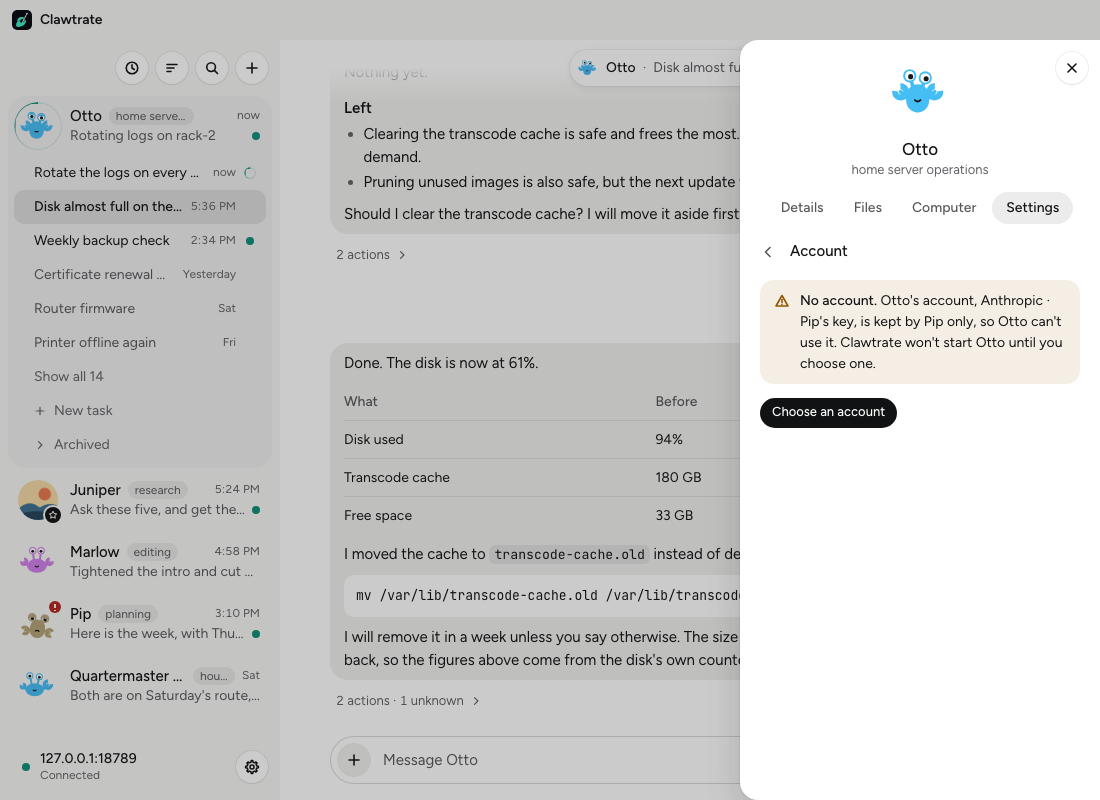 Clawtrate
Otto
home serve...
now
Rotating logs on rack-2
Rotate the logs on every ...
now
Disk almost full on the...
5:36 PM
Weekly backup check
2:34 PM
Certificate renewal ...
Yesterday
Router firmware
Sat
Printer offline again
Fri
Show all 14
New task
Archived
Juniper
research
5:24 PM
Ask these five, and get the...
Marlow
editing
4:58 PM
Tightened the intro and cut ...
Pip
planning
3:10 PM
Here is the week, with Thu...
Quartermaster ...
hou...
Sat
Both are on Saturday's route,...
127.0.0.1:18789
Connected
Nothing yet.
Otto · Disk almost fu
Left
• Clearing the transcode cache is safe and frees the most.
demand.
• Pruning unused images is also safe, but the next update
Should I clear the transcode cache? I will move it aside first
2 actions
Done. The disk is now at 61%.
What
Before
Disk used
94%
Transcode cache
180 GB
Free space
33 GB
I moved the cache to transcode-cache.old instead of de
mv /var/lib/transcode-cache.old /var/lib/transcod
I will remove it in a week unless you say otherwise. The size
back, so the figures above come from the disk's own counte
2 actions · 1 unknown
Message Otto
Otto
home server operations
Details
Files
Computer
Settings
Account
No account. Otto's account, Anthropic ·
Pip's key, is kept by Pip only, so Otto can't
use it. Clawtrate won't start Otto until you
choose one.
Choose an account